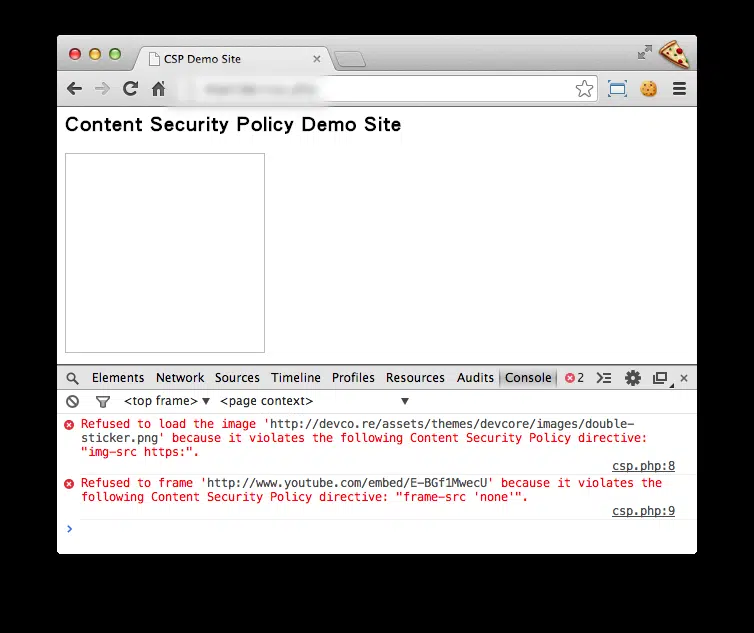 CSP Demo Site
Content Security Policy Demo Site
Elements Network Sources Timeline Profiles Resources Audits Console 2
<top frame> <page context>
Refused to load the image 'http://devco.re/assets/themes/devcore/images/double-
sticker.png' because it violates the following Content Security Policy directive:
"img-src https:".
csp.php:8
Refused to frame 'http://www.youtube.com/embed/E-BGf1MwecU' because it violates the
following Content Security Policy directive: "frame-src 'none'".
csp.php:9